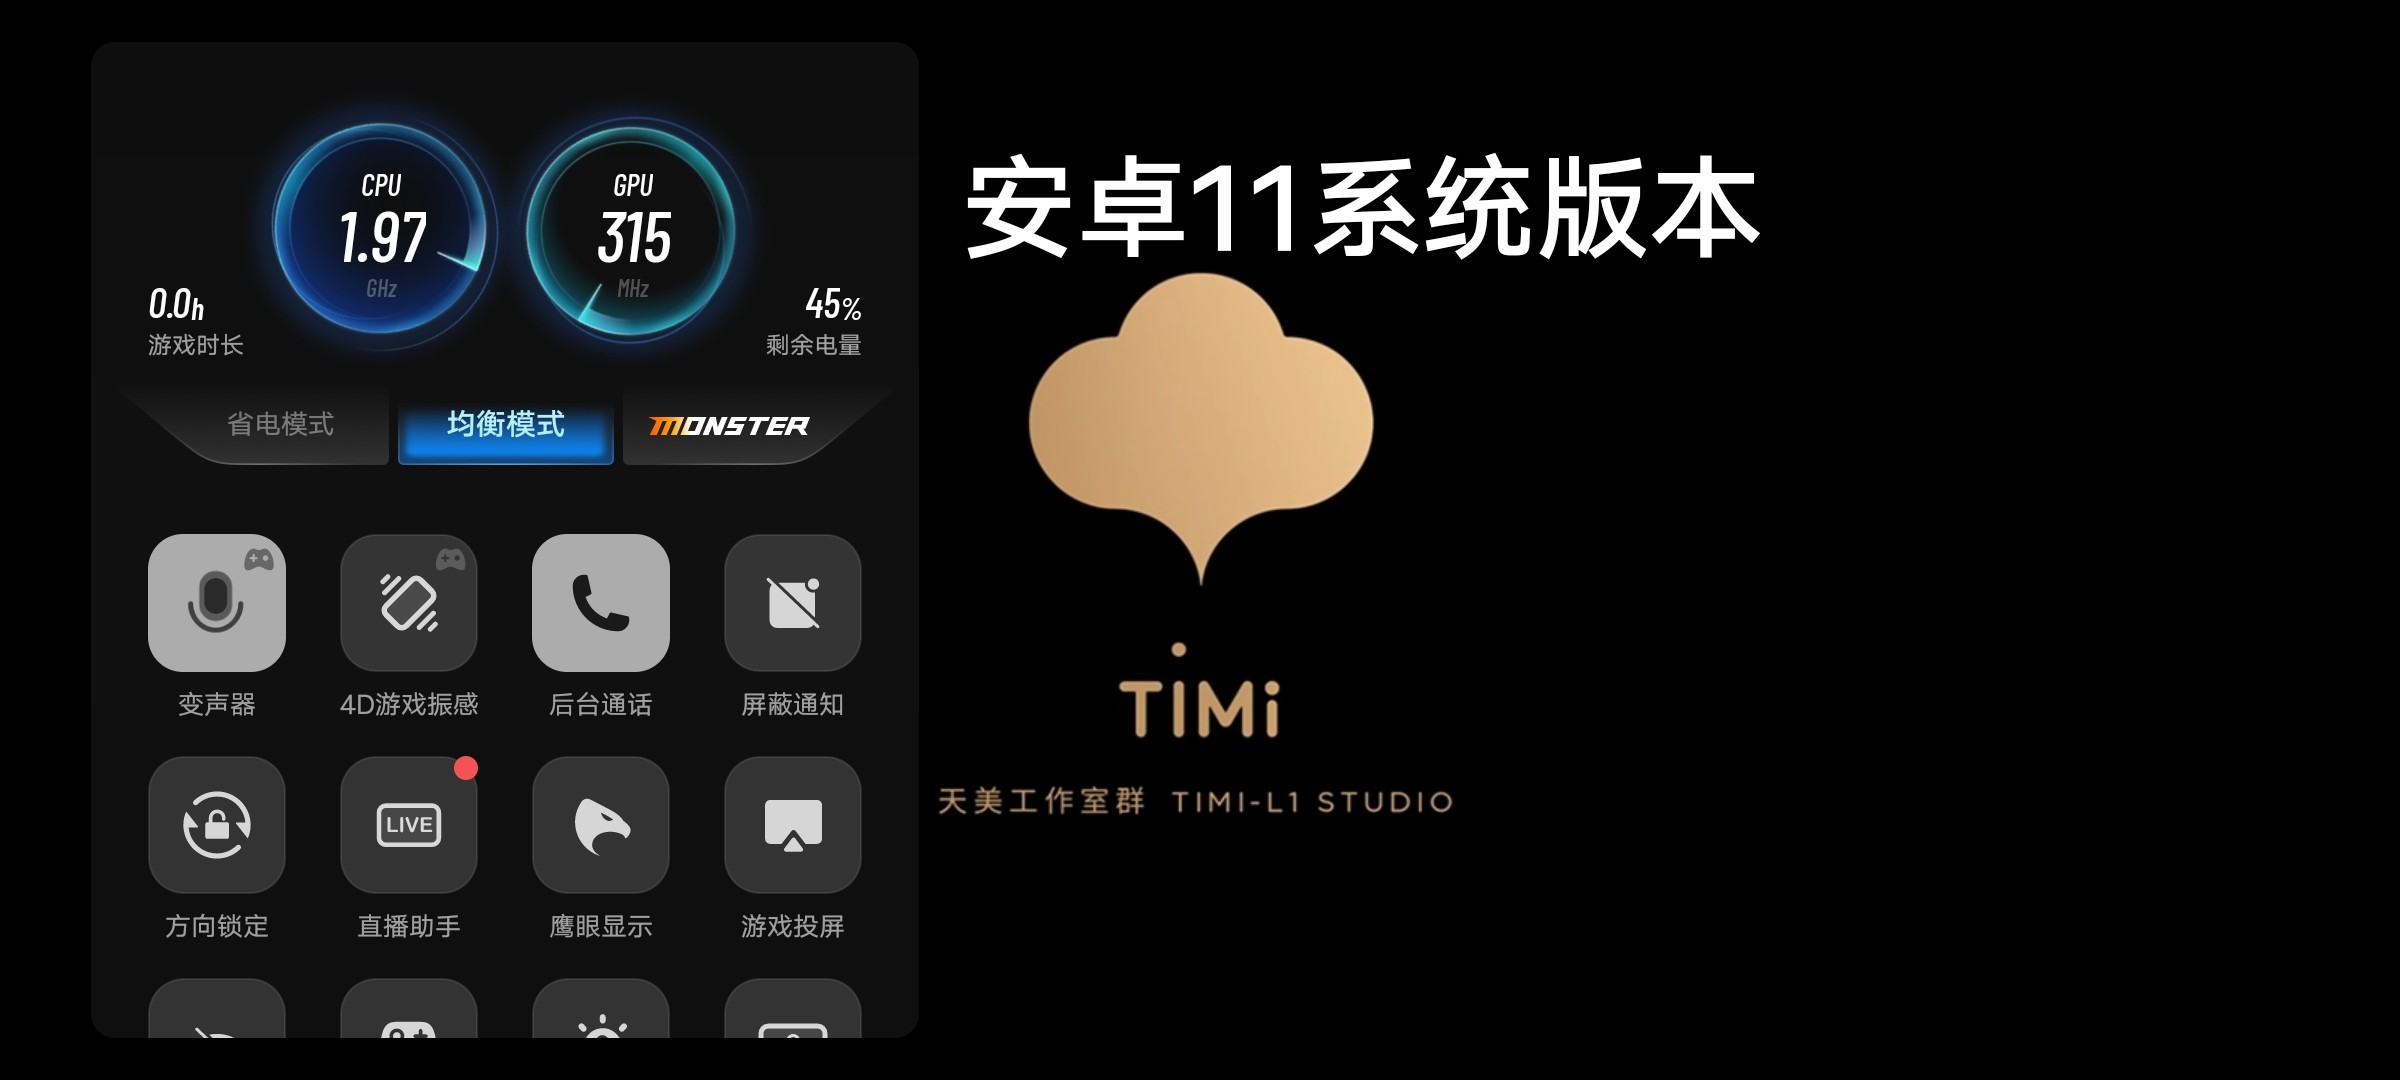 安卓11系统版本
CPU
1.97
GHz
GPU
315
MHz
0.0h
游戏时长
45%
剩余电量
省电模式
均衡模式
MONSTER
变声器
4D游戏振感
后台通话
屏蔽通知
LIVE
方向锁定
直播助手
鹰眼显示
游戏投屏
TiMi
天美工作室群 TIMI-L1 STUDIO